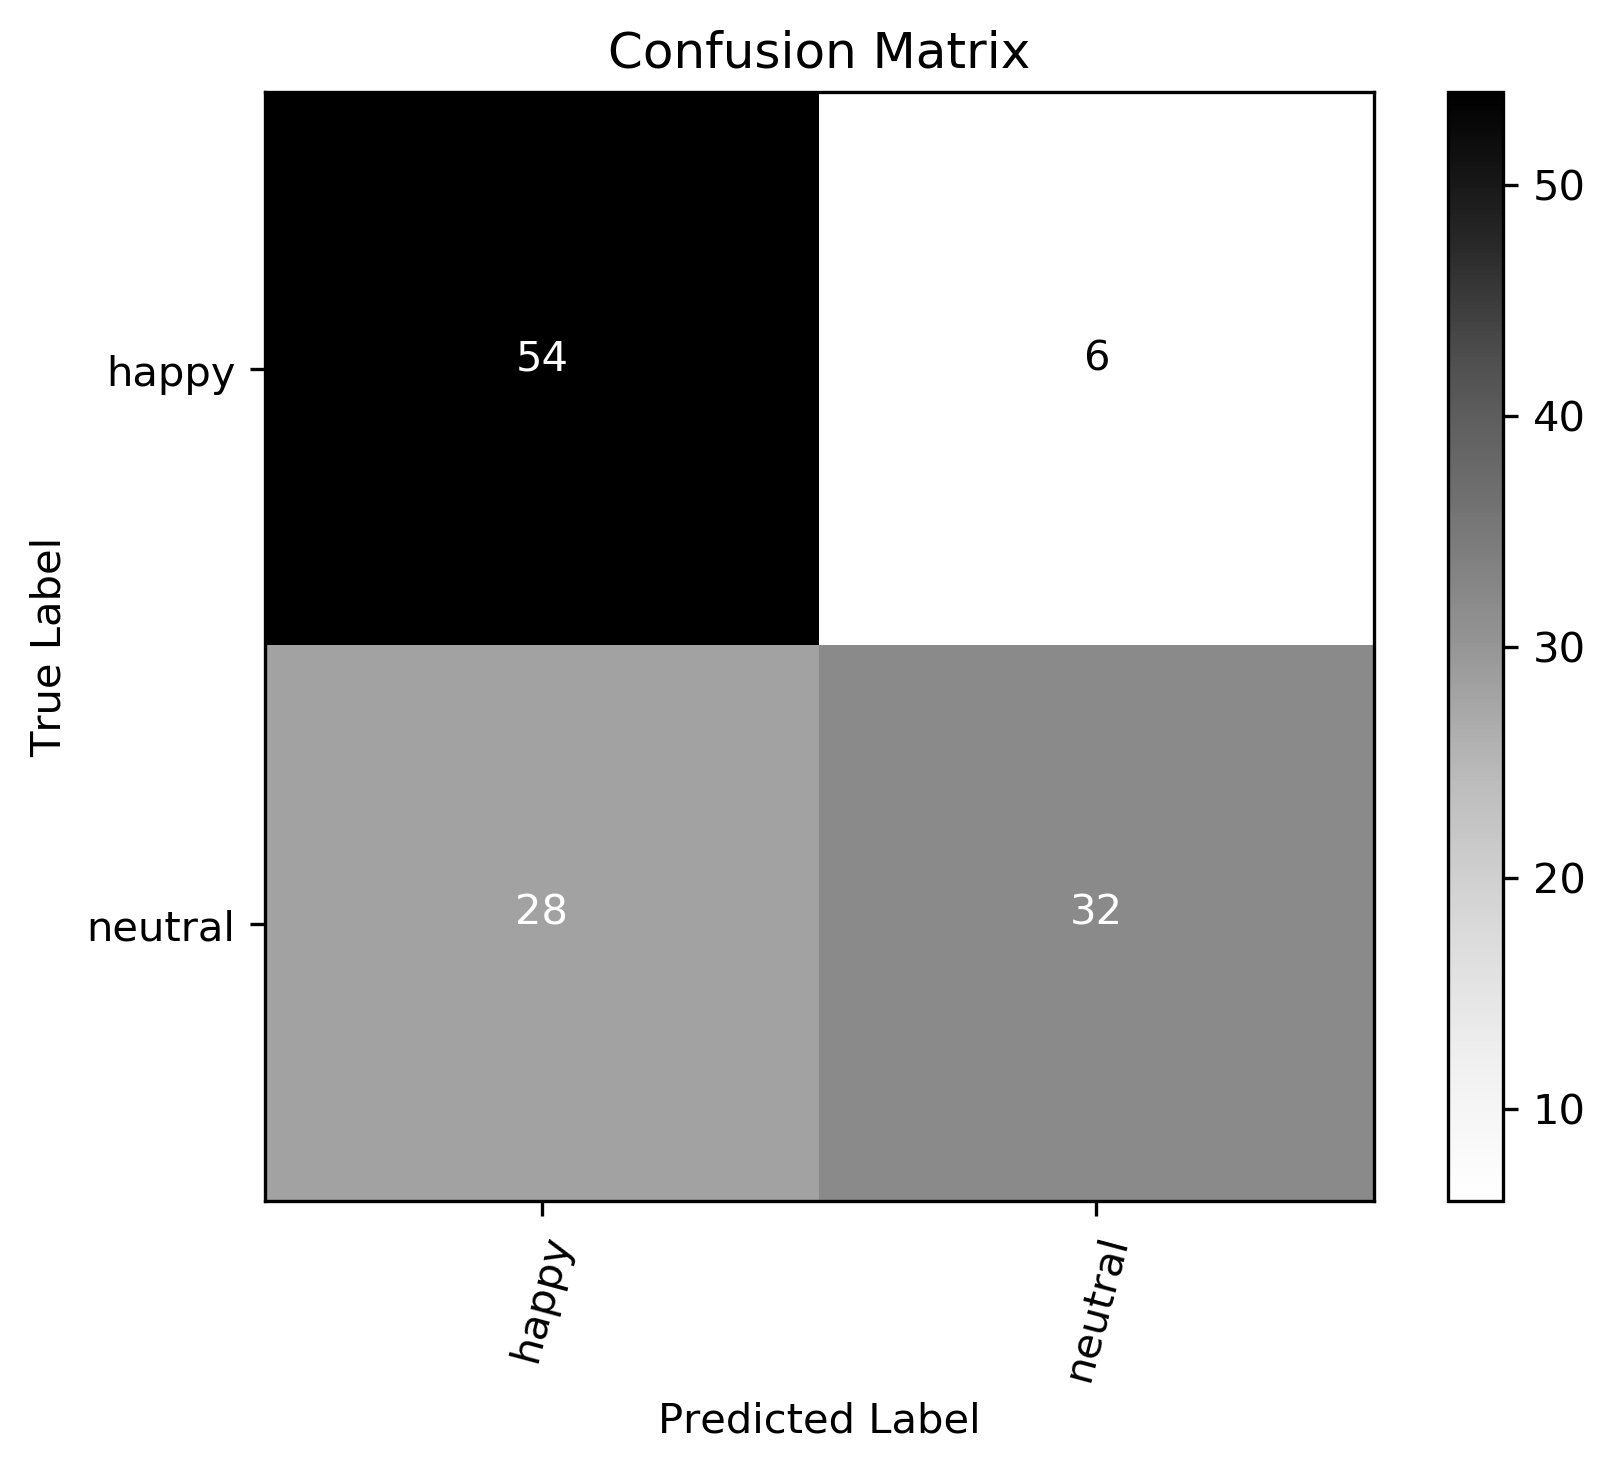 Confusion Matrix
True Label
happy
neutral
54
6
28
32
happy
neutral
Predicted Label
50
40
30
20
10